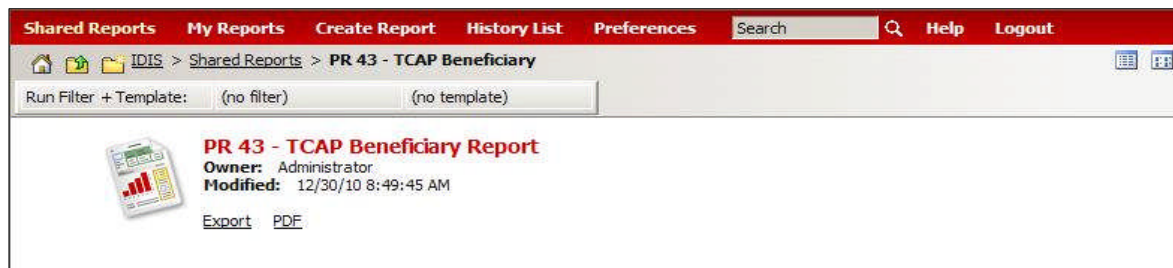 Shared Reports My Reports Create Report History List Preferences Search Help Logout
IDIS > Shared Reports > PR 43 - TCAP Beneficiary
Run Filter + Template: (no filter) (no template)
PR 43 - TCAP Beneficiary Report
Owner: Administrator
Modified: 12/30/10 8:49:45 AM
Export PDF